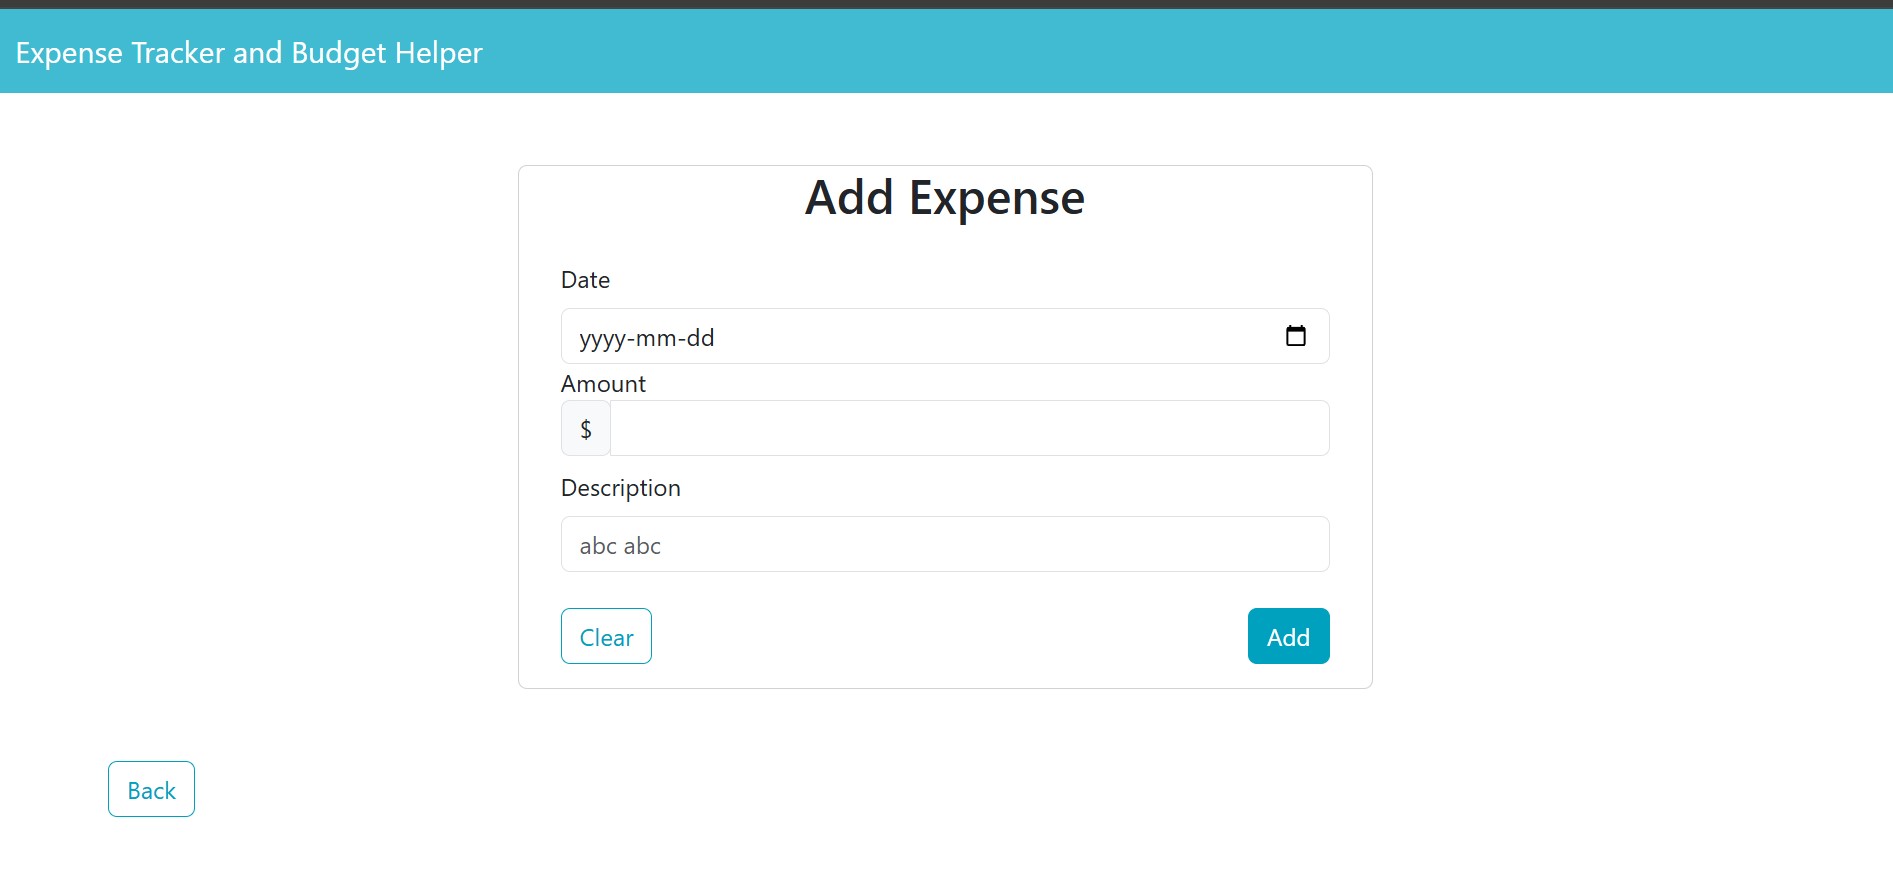 Expense Tracker and Budget Helper
Add Expense
Date
yyyy-mm-dd
Amount
$
Description
abc abc
Clear
Add
Back